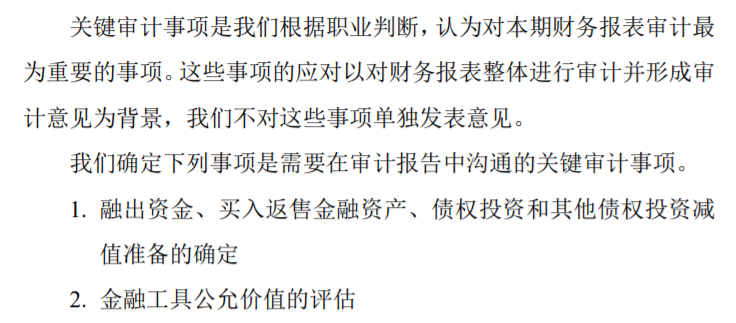 关键审计事项是我们根据职业判断，认为对本期财务报表审计最
为重要的事项。这些事项的应对以对财务报表整体进行审计并形成审
计意见为背景，我们不对这些事项单独发表意见。
我们确定下列事项是需要在审计报告中沟通的关键审计事项。
1. 融出资金、买入返售金融资产、债权投资和其他债权投资减
值准备的确定
2. 金融工具公允价值的评估